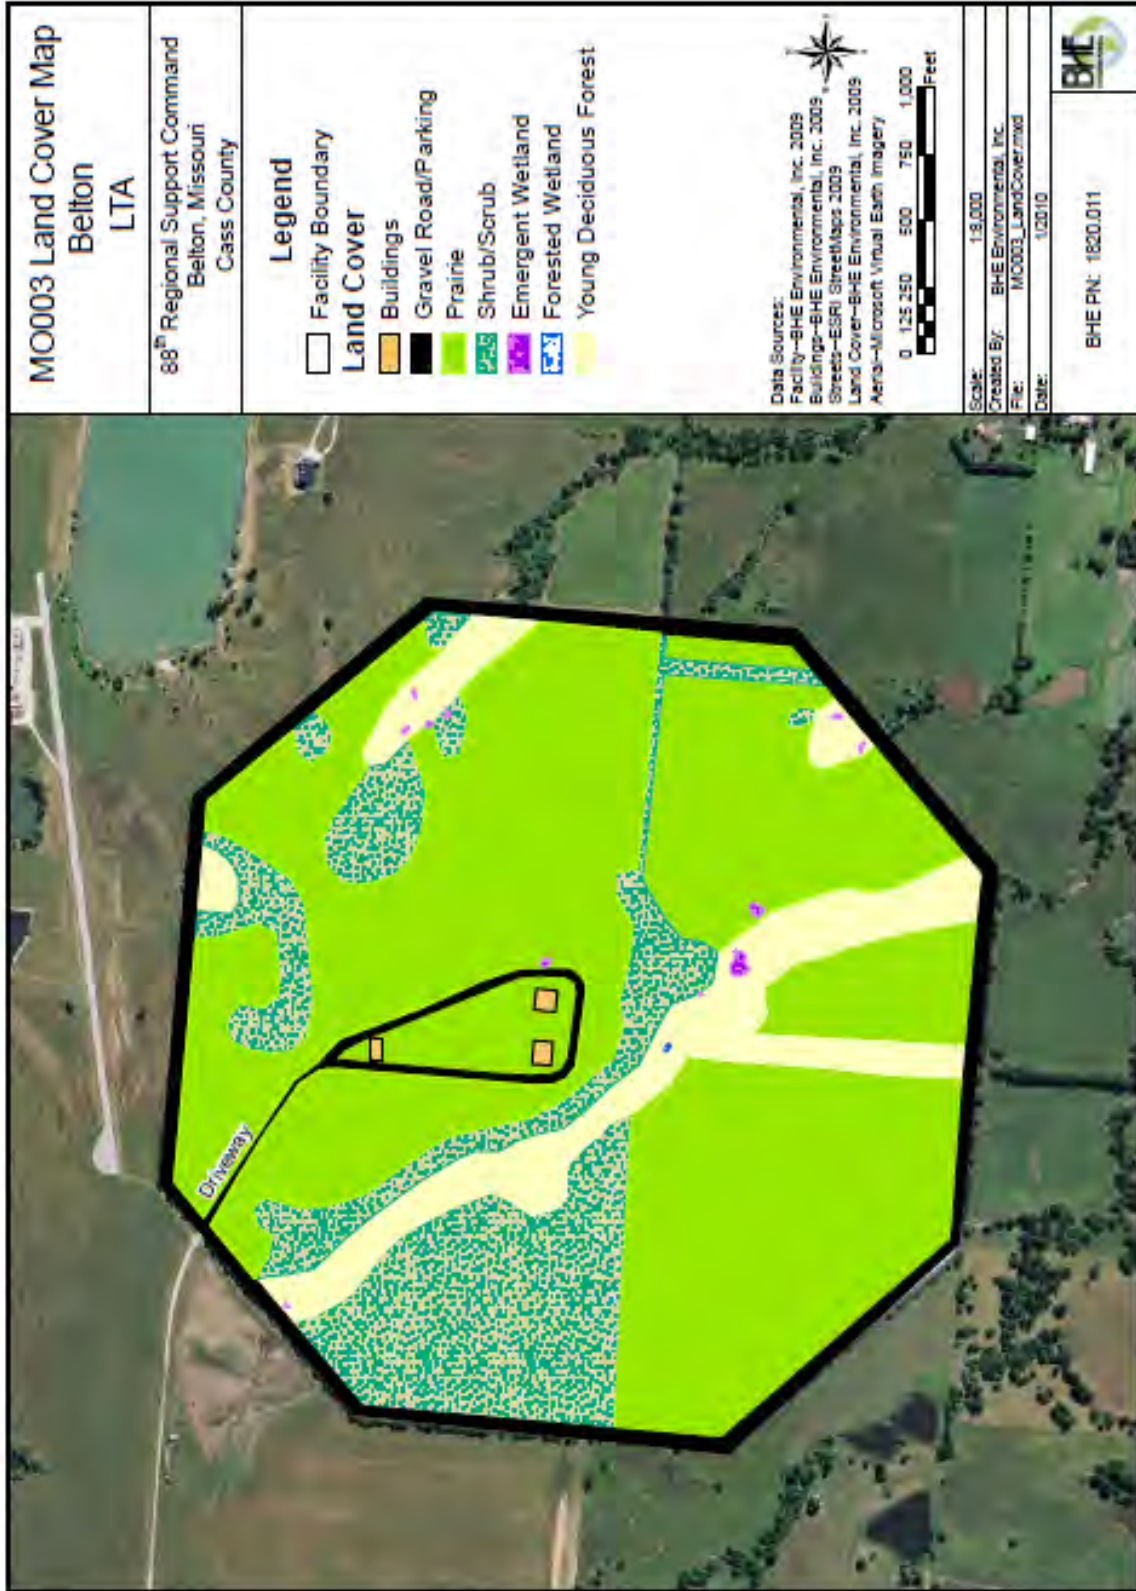 MO003 Land Cover Map
Belton
LTA
88th Regional Support Command
Belton, Missouri
Cass County
Legend
Facility Boundary
Land Cover
Buildings
Gravel Road/Parking
Prairie
Shrub/Scrub
Emergent Wetland
Forested Wetland
Young Deciduous Forest
Data Sources:
Facility--BHE Environmental, Inc. 2009
Buildings--BHE Environmental, Inc. 2009
Streets--ESRI StreetMaps 2009
Land Cover--BHE Environmental, Inc. 2009
Aerial--Microsoft Virtual Earth Imagery
0 125 250 500 750 1,000
Feet
Scale: 1:8,000
Created By: BHE Environmental, Inc.
File: MO003_LandCover.mxd
Date: 1/2010
BHE PN: 1820.011
BHE
Driveway